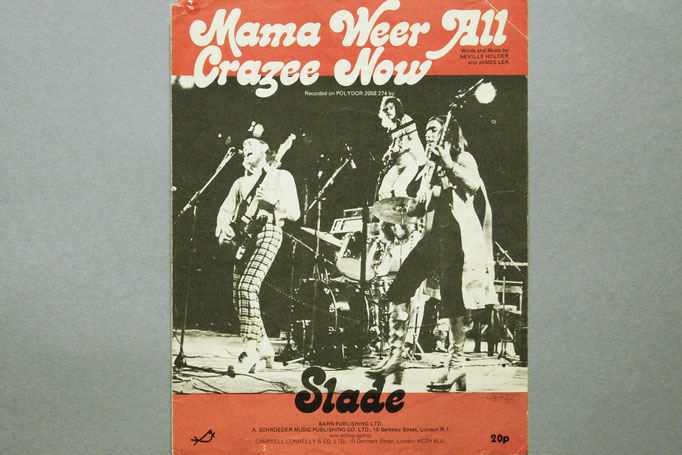 Mama Weer All
Crazee Now
Words and Music by
NEVILLE HOLDER
and JAMES LEA
Recorded on POLYDOR 2058 274 by
Slade
BARN PUBLISHING LTD.
A. SCHROEDER MUSIC PUBLISHING CO. LTD., 15 Berkeley Street, London W.1.
sole selling agency
CAMPBELL CONNELLY & CO. LTD., 10 Denmark Street, London WC2H 8LU
20p